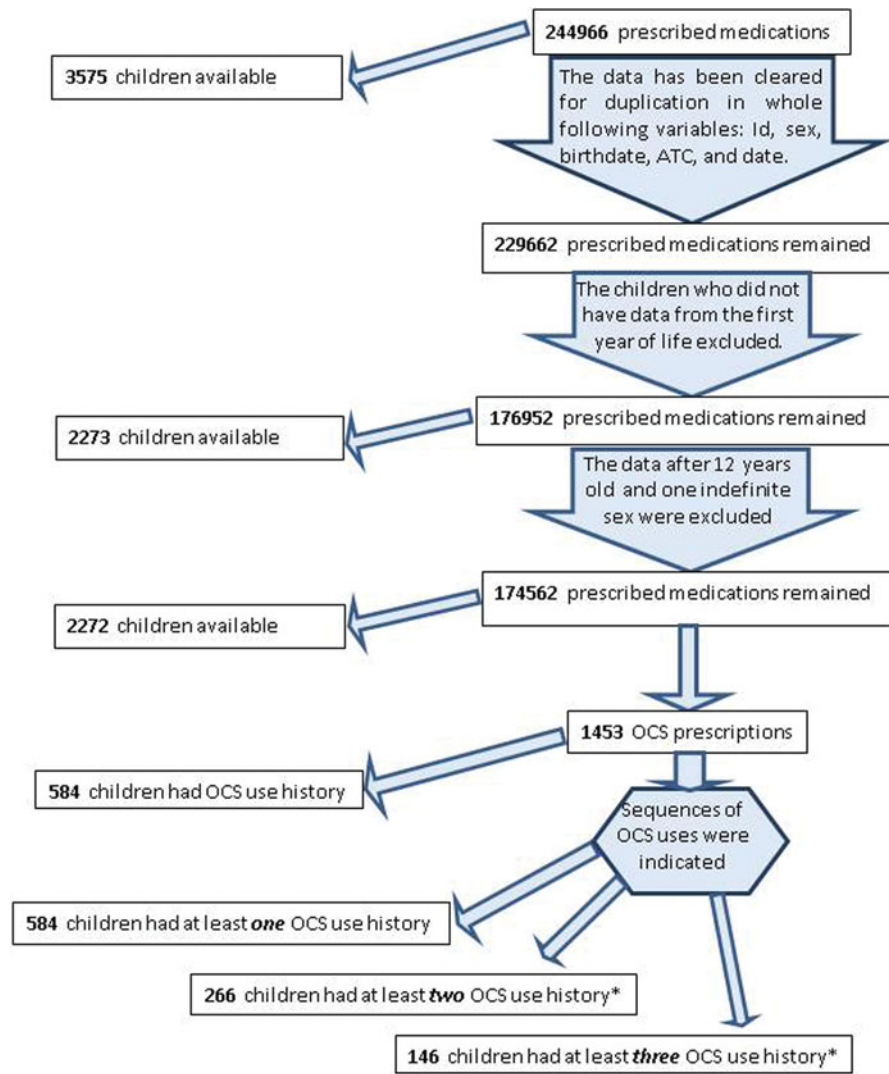 244966 prescribed medications
3575 children available
The data has been cleared
for duplication in whole
following variables: Id, sex,
birthdate, ATC, and date.
229662 prescribed medications remained
The children who did not
have data from the first
year of life excluded.
176952 prescribed medications remained
2273 children available
The data after 12 years
old and one indefinite
sex were excluded
174562 prescribed medications remained
2272 children available
1453 OCS prescriptions
584 children had OCS use history
Sequences of
OCS uses were
indicated
584 children had at least one OCS use history
266 children had at least two OCS use history*
146 children had at least three OCS use history*